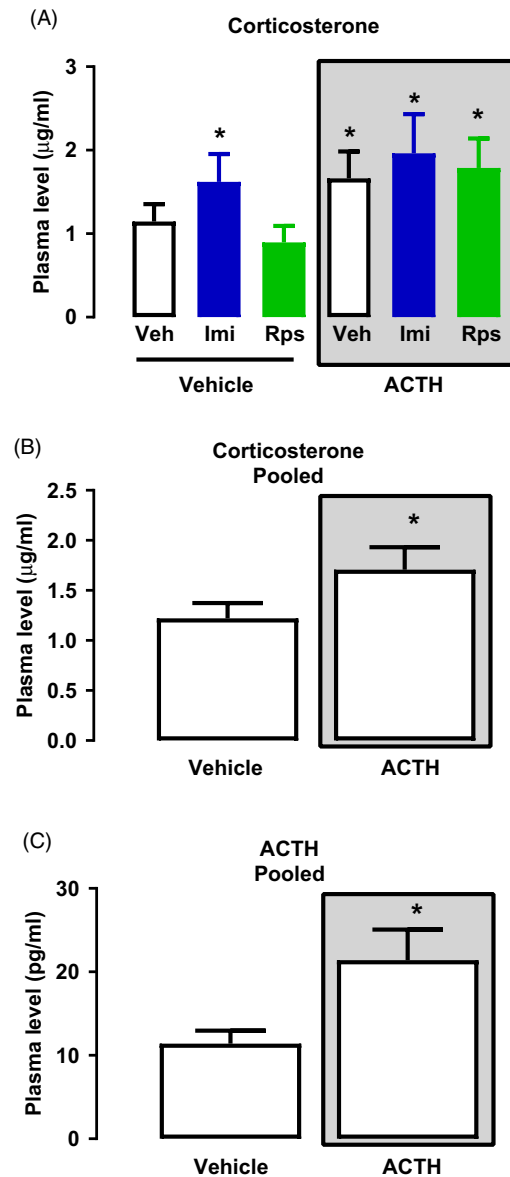 (A)
Corticosterone
Plasma level (μg/ml)
3
2
1
0
* * * *
Veh Imi Rps Veh Imi Rps
Vehicle ACTH
(B)
Corticosterone
Pooled
Plasma level (μg/ml)
2.5
2.0
1.5
1.0
0.5
0.0
*
Vehicle ACTH
(C)
ACTH
Pooled
Plasma level (pg/ml)
30
20
10
0
*
Vehicle ACTH